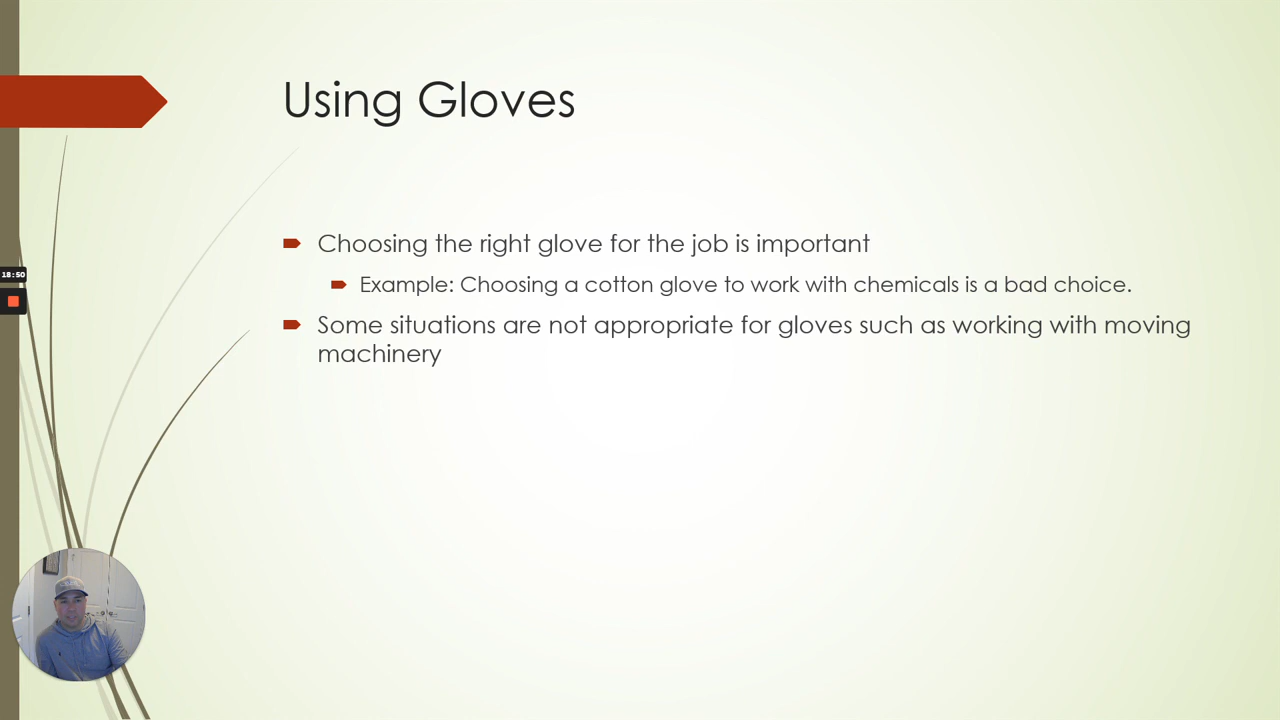 Using Gloves
Choosing the right glove for the job is important
Example: Choosing a cotton glove to work with chemicals is a bad choice.
Some situations are not appropriate for gloves such as working with moving
machinery
18:50